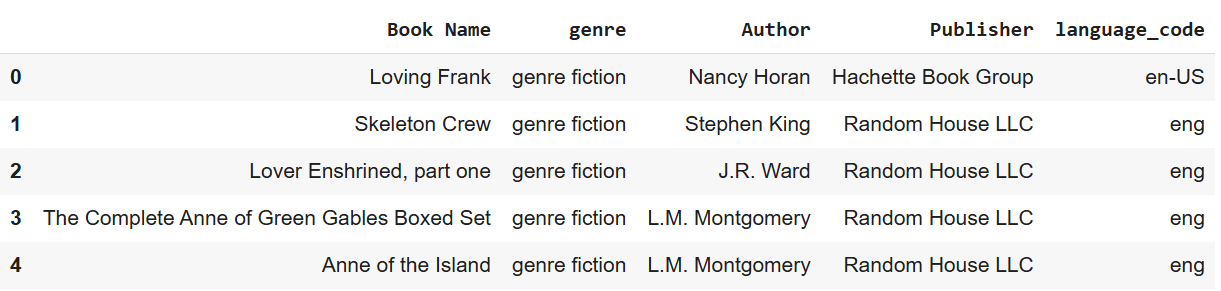 Book Name genre Author Publisher language_code
0 Loving Frank genre fiction Nancy Horan Hachette Book Group en-US
1 Skeleton Crew genre fiction Stephen King Random House LLC eng
2 Lover Enshrined, part one genre fiction J.R. Ward Random House LLC eng
3 The Complete Anne of Green Gables Boxed Set genre fiction L.M. Montgomery Random House LLC eng
4 Anne of the Island genre fiction L.M. Montgomery Random House LLC eng